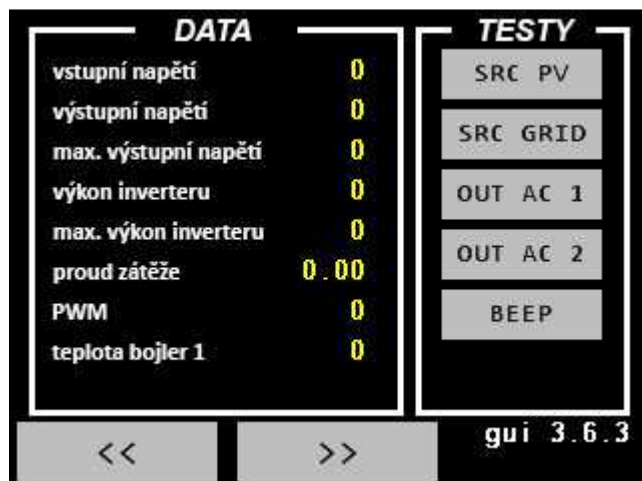 DATA
vstupní napětí 0
výstupní napětí 0
max. výstupní napětí 0
výkon inverteru 0
max. výkon inverteru 0
proud zátěže 0.00
PWM 0
teplota bojler 1 0
TESTY
SRC PV
SRC GRID
OUT AC 1
OUT AC 2
BEEP
<< >>
gui 3.6.3